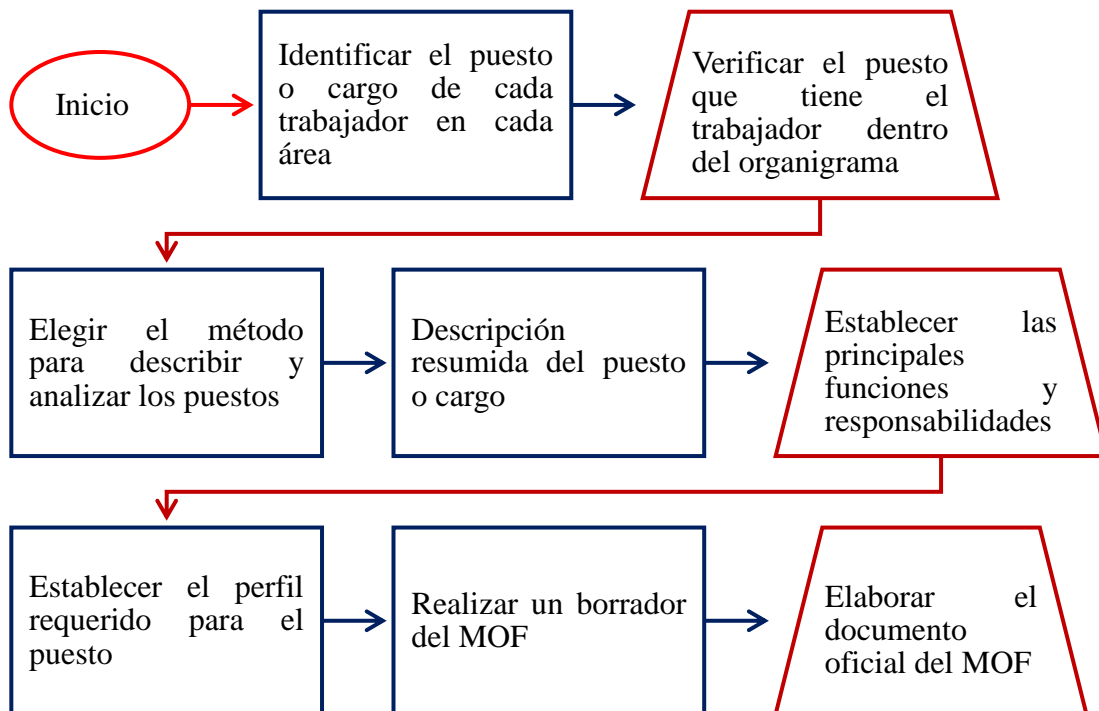 Inicio
Identificar el puesto
o cargo de cada
trabajador en cada
área
Verificar el puesto
que tiene el
trabajador dentro
del organigrama
Elegir el método
para describir y
analizar los puestos
Descripción
resumida del puesto
o cargo
Establecer las
principales
funciones y
responsabilidades
Establecer el perfil
requerido para el
puesto
Realizar un borrador
del MOF
Elaborar el
documento
oficial del MOF